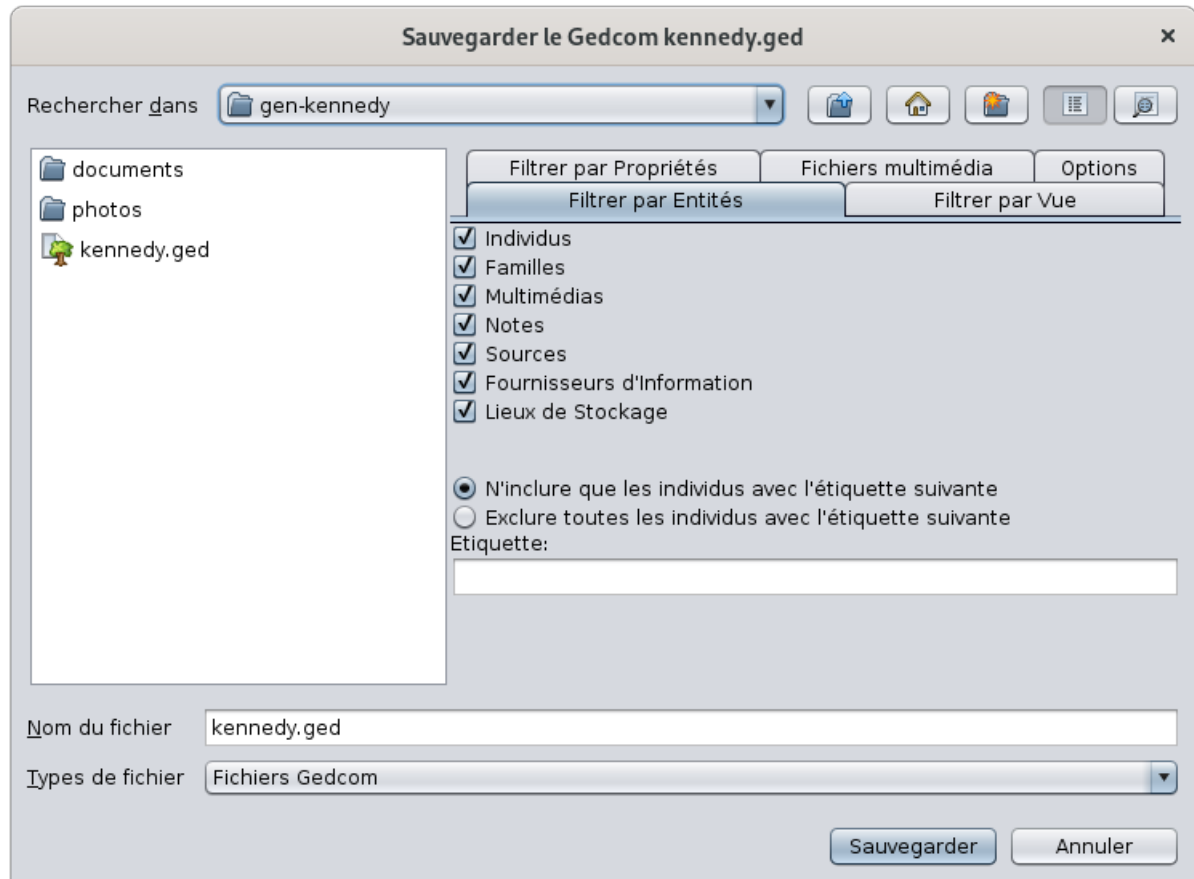 Sauvegarder le Gedcom kennedy.ged
Rechercher dans gen-kennedy
documents
photos
kennedy.ged
Filtrer par Propriétés Fichiers multimédia Options
Filtrer par Entités Filtrer par Vue
Individus
Familles
Multimédias
Notes
Sources
Fournisseurs d'Information
Lieux de Stockage
N'inclure que les individus avec l'étiquette suivante
Exclure toutes les individus avec l'étiquette suivante
Etiquette:
Nom du fichier kennedy.ged
Types de fichier Fichiers Gedcom
Sauvegarder Annuler